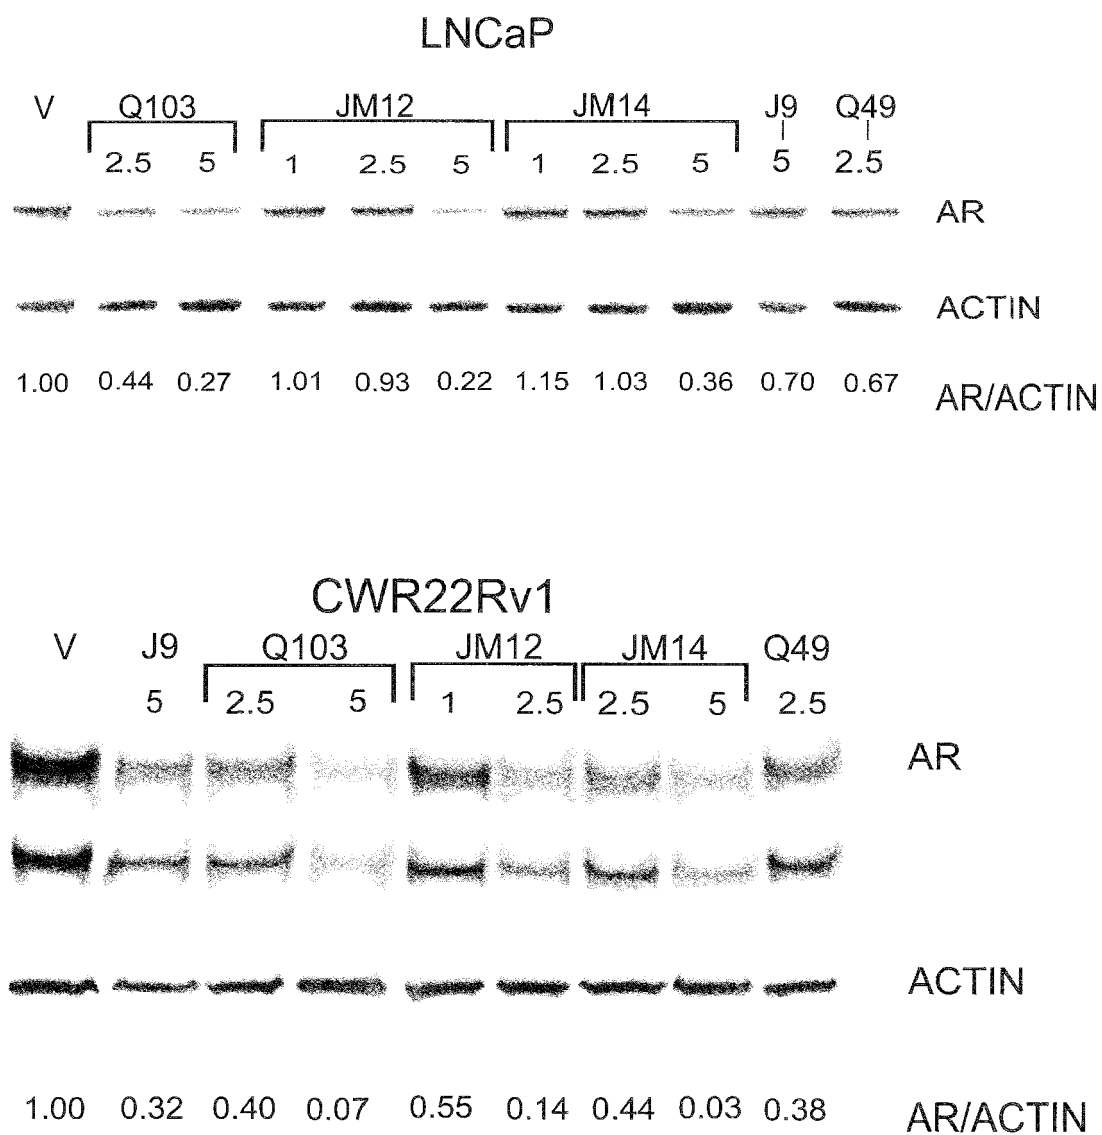 LNCaP
V Q103 JM12 JM14 J9 Q49
2.5 5 1 2.5 5 1 2.5 5 5 2.5
AR
ACTIN
1.00 0.44 0.27 1.01 0.93 0.22 1.15 1.03 0.36 0.70 0.67 AR/ACTIN
CWR22Rv1
V J9 Q103 JM12 JM14 Q49
5 2.5 5 1 2.5 2.5 5 2.5
AR
ACTIN
1.00 0.32 0.40 0.07 0.55 0.14 0.44 0.03 0.38 AR/ACTIN